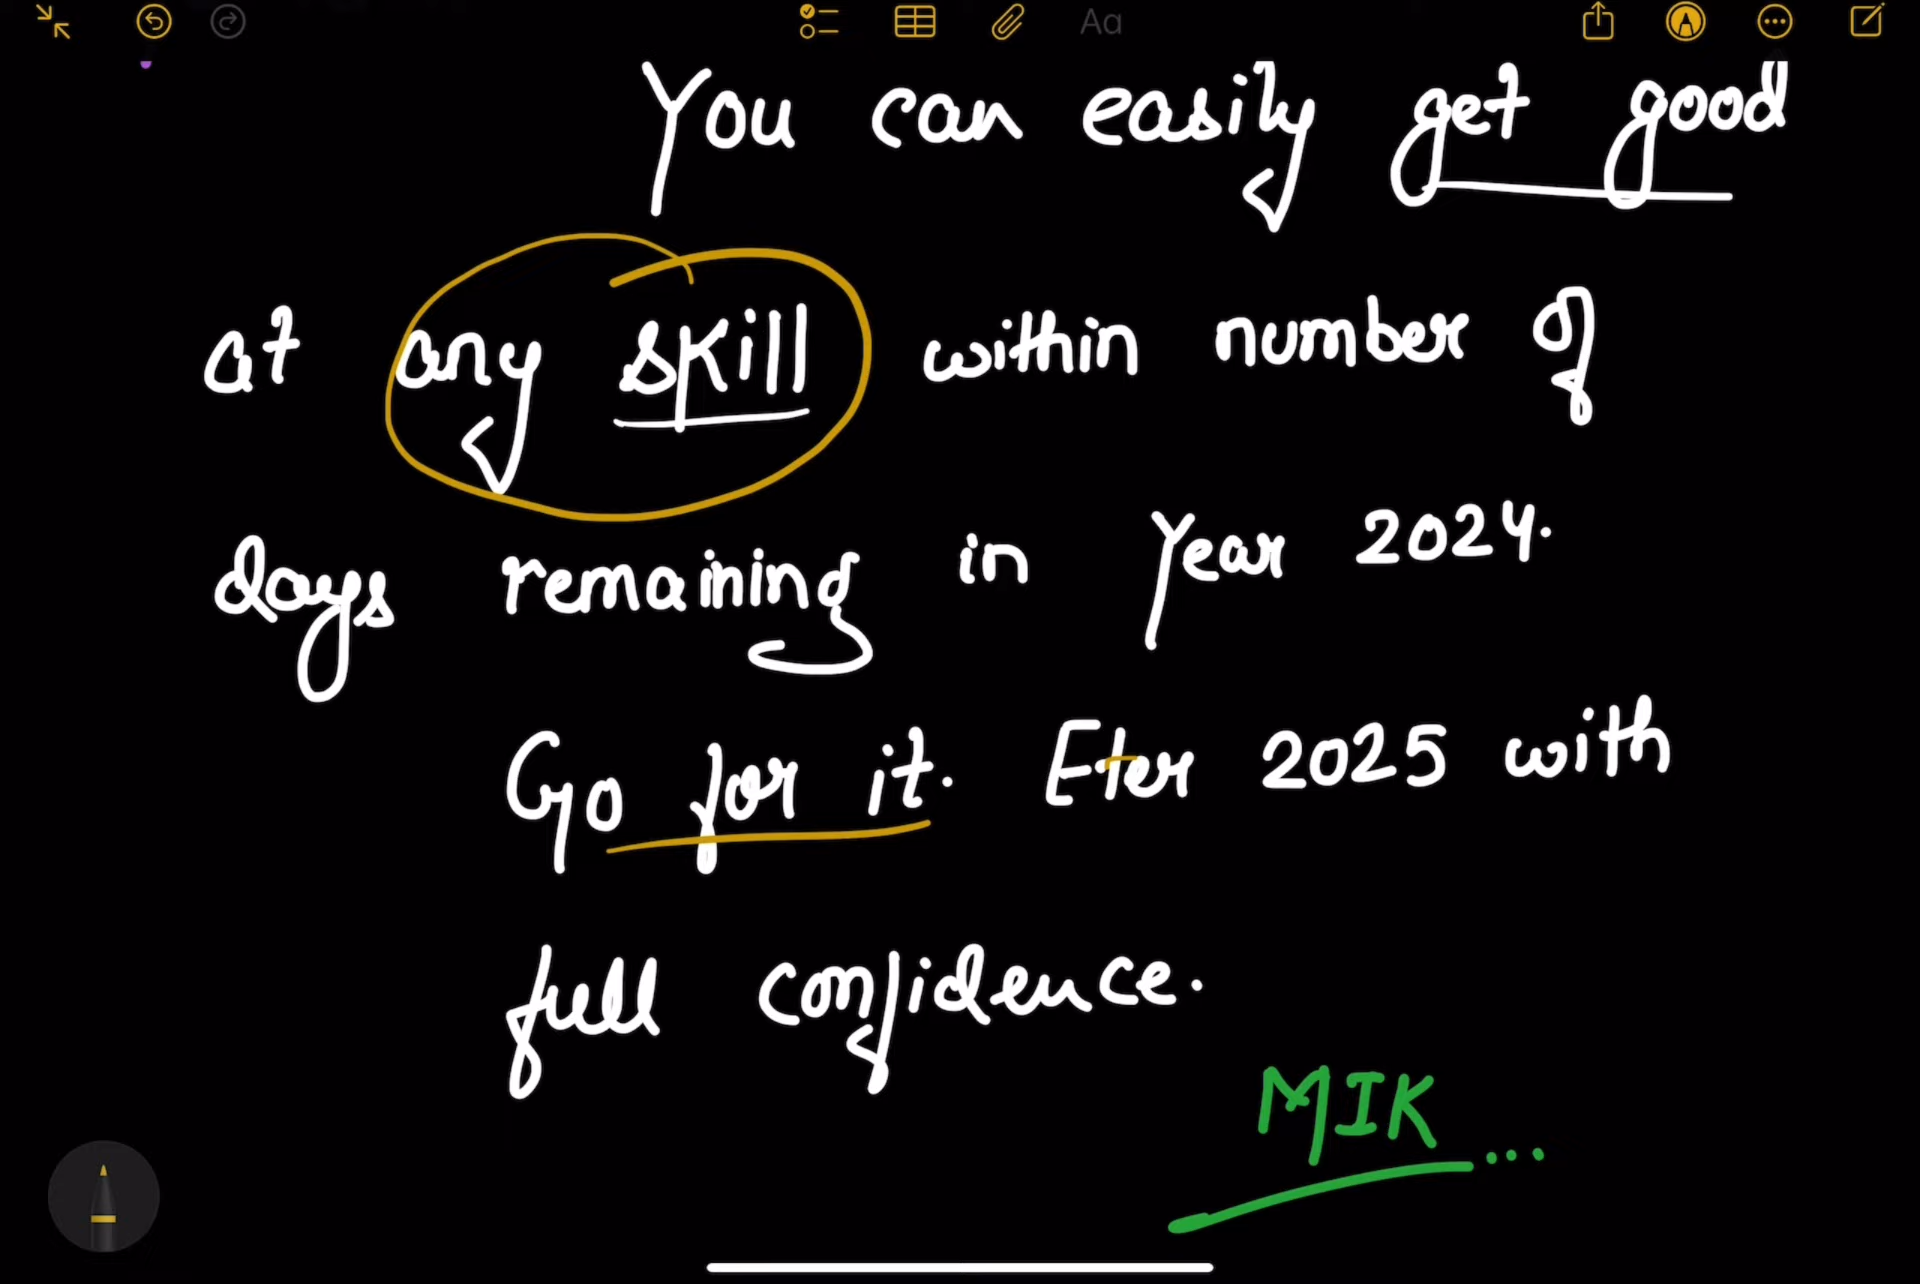 Aa
You can easily get good
at any skill within number of
days remaining in Year 2024.
Go for it. Eter 2025 with
full confidence.
MIK...